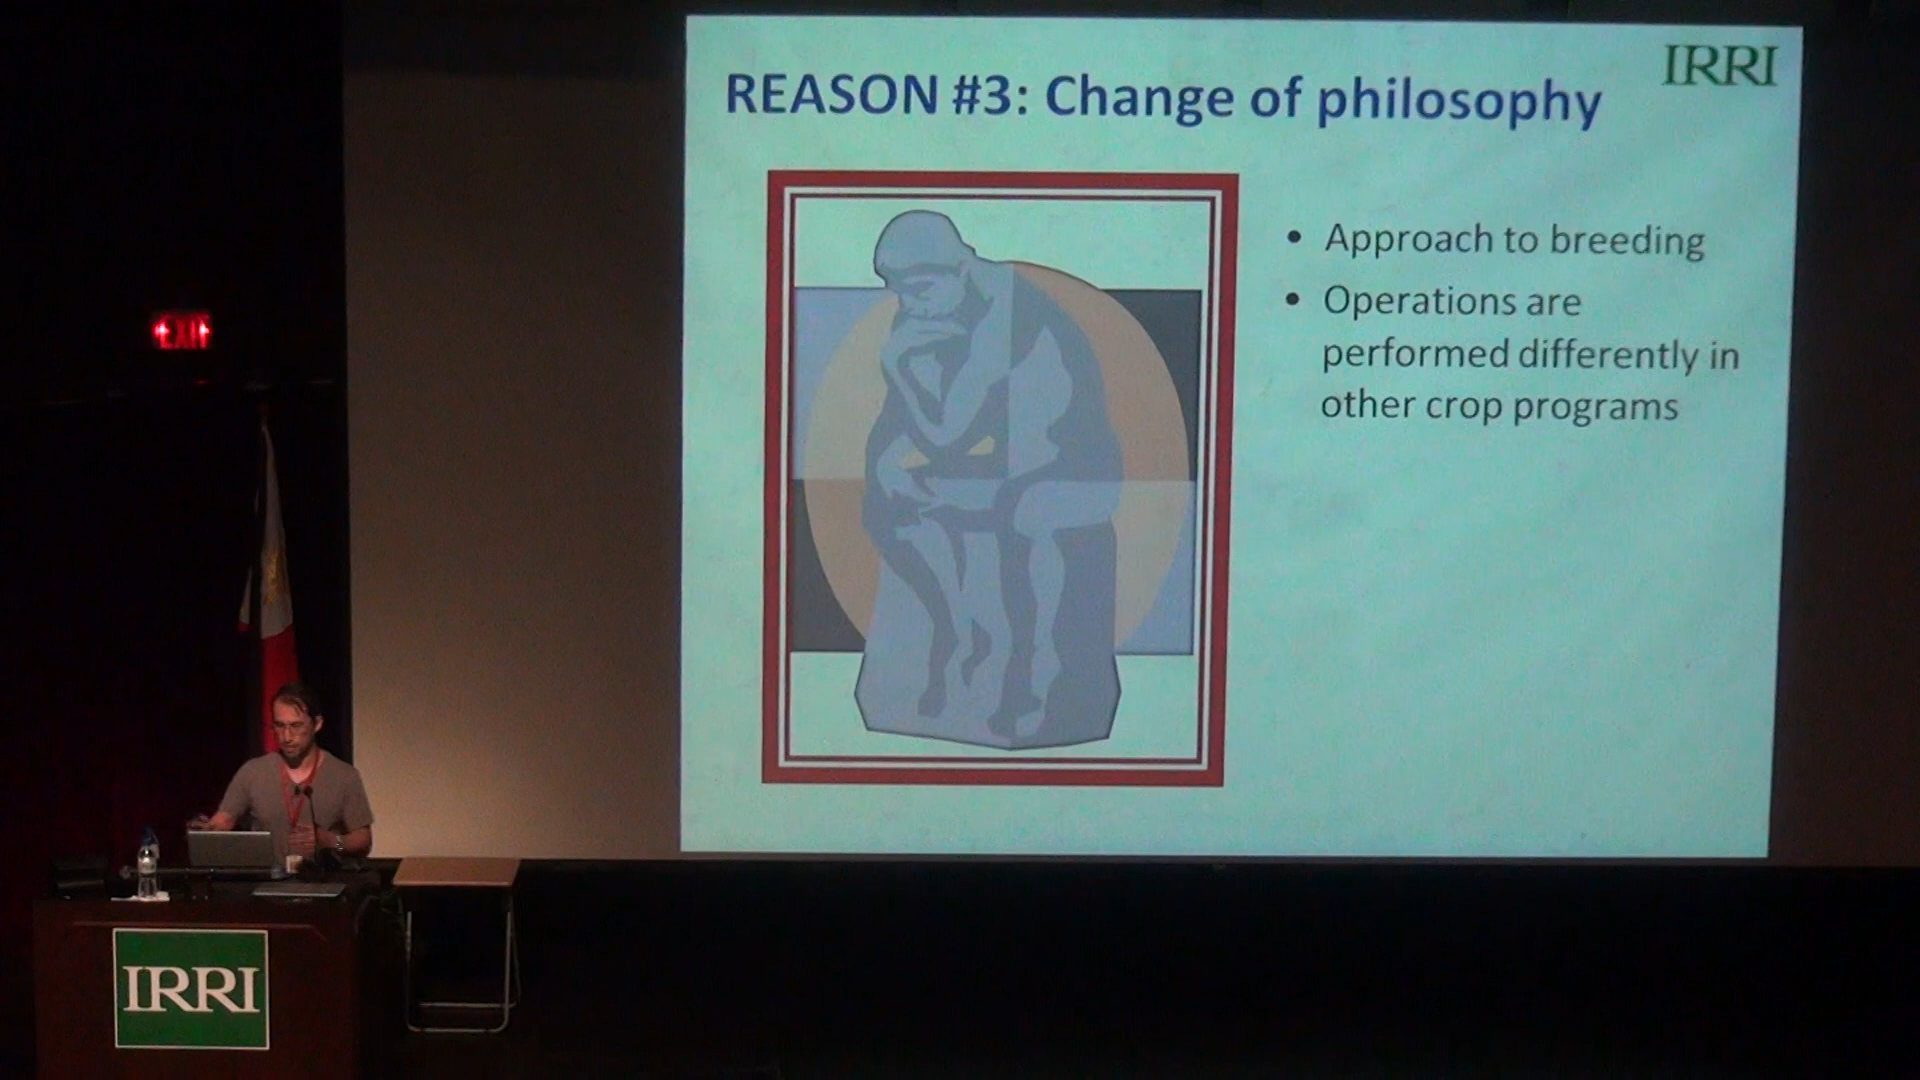 IRRI
REASON #3: Change of philosophy
• Approach to breeding
• Operations are
performed differently in
other crop programs
EXIT
IRRI